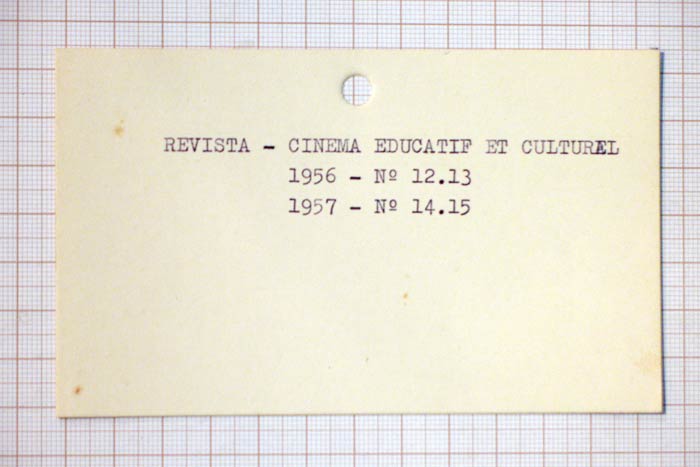 REVISTA - CINEMA EDUCATIF ET CULTUREL
1956 - Nº 12.13
1957 - Nº 14.15